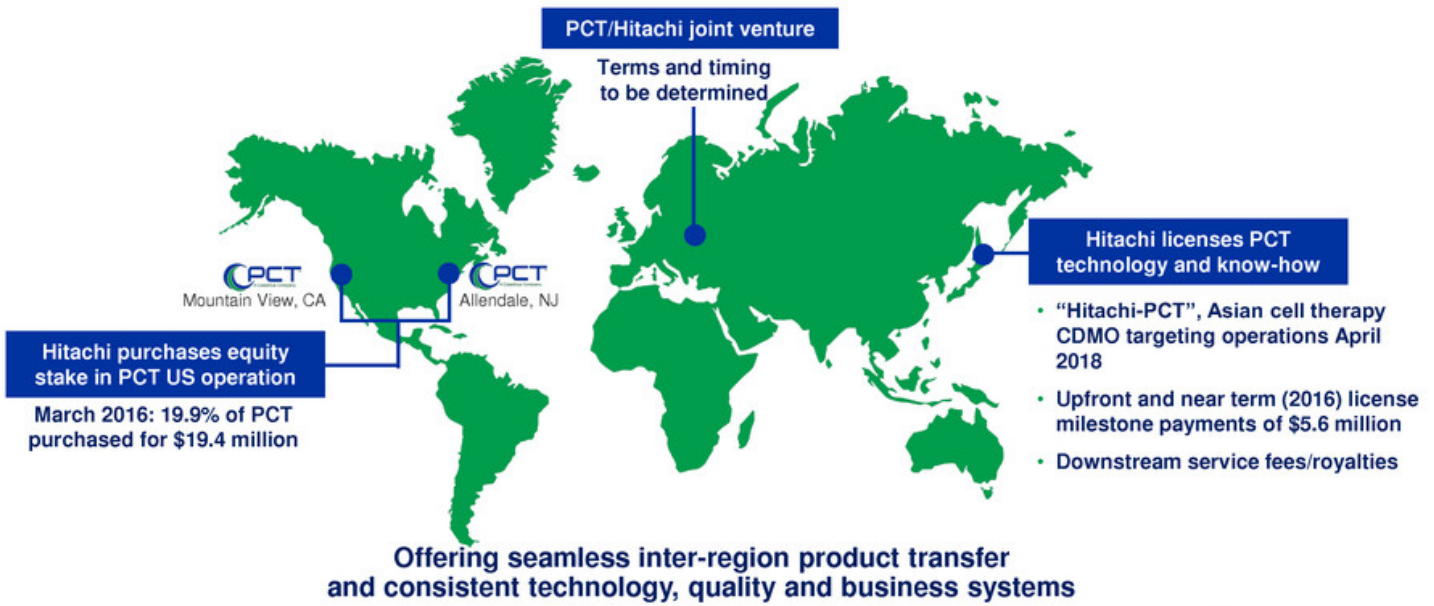 PCT/Hitachi joint venture
Terms and timing
to be determined
PCT
Mountain View, CA
PCT
A Caladrius Company
Allendale, NJ
Hitachi purchases equity
stake in PCT US operation
March 2016: 19.9% of PCT
purchased for $19.4 million
Hitachi licenses PCT
technology and know-how
• “Hitachi-PCT”, Asian cell therapy
CDMO targeting operations April
2018
• Upfront and near term (2016) license
milestone payments of $5.6 million
• Downstream service fees/royalties
Offering seamless inter-region product transfer
and consistent technology, quality and business systems